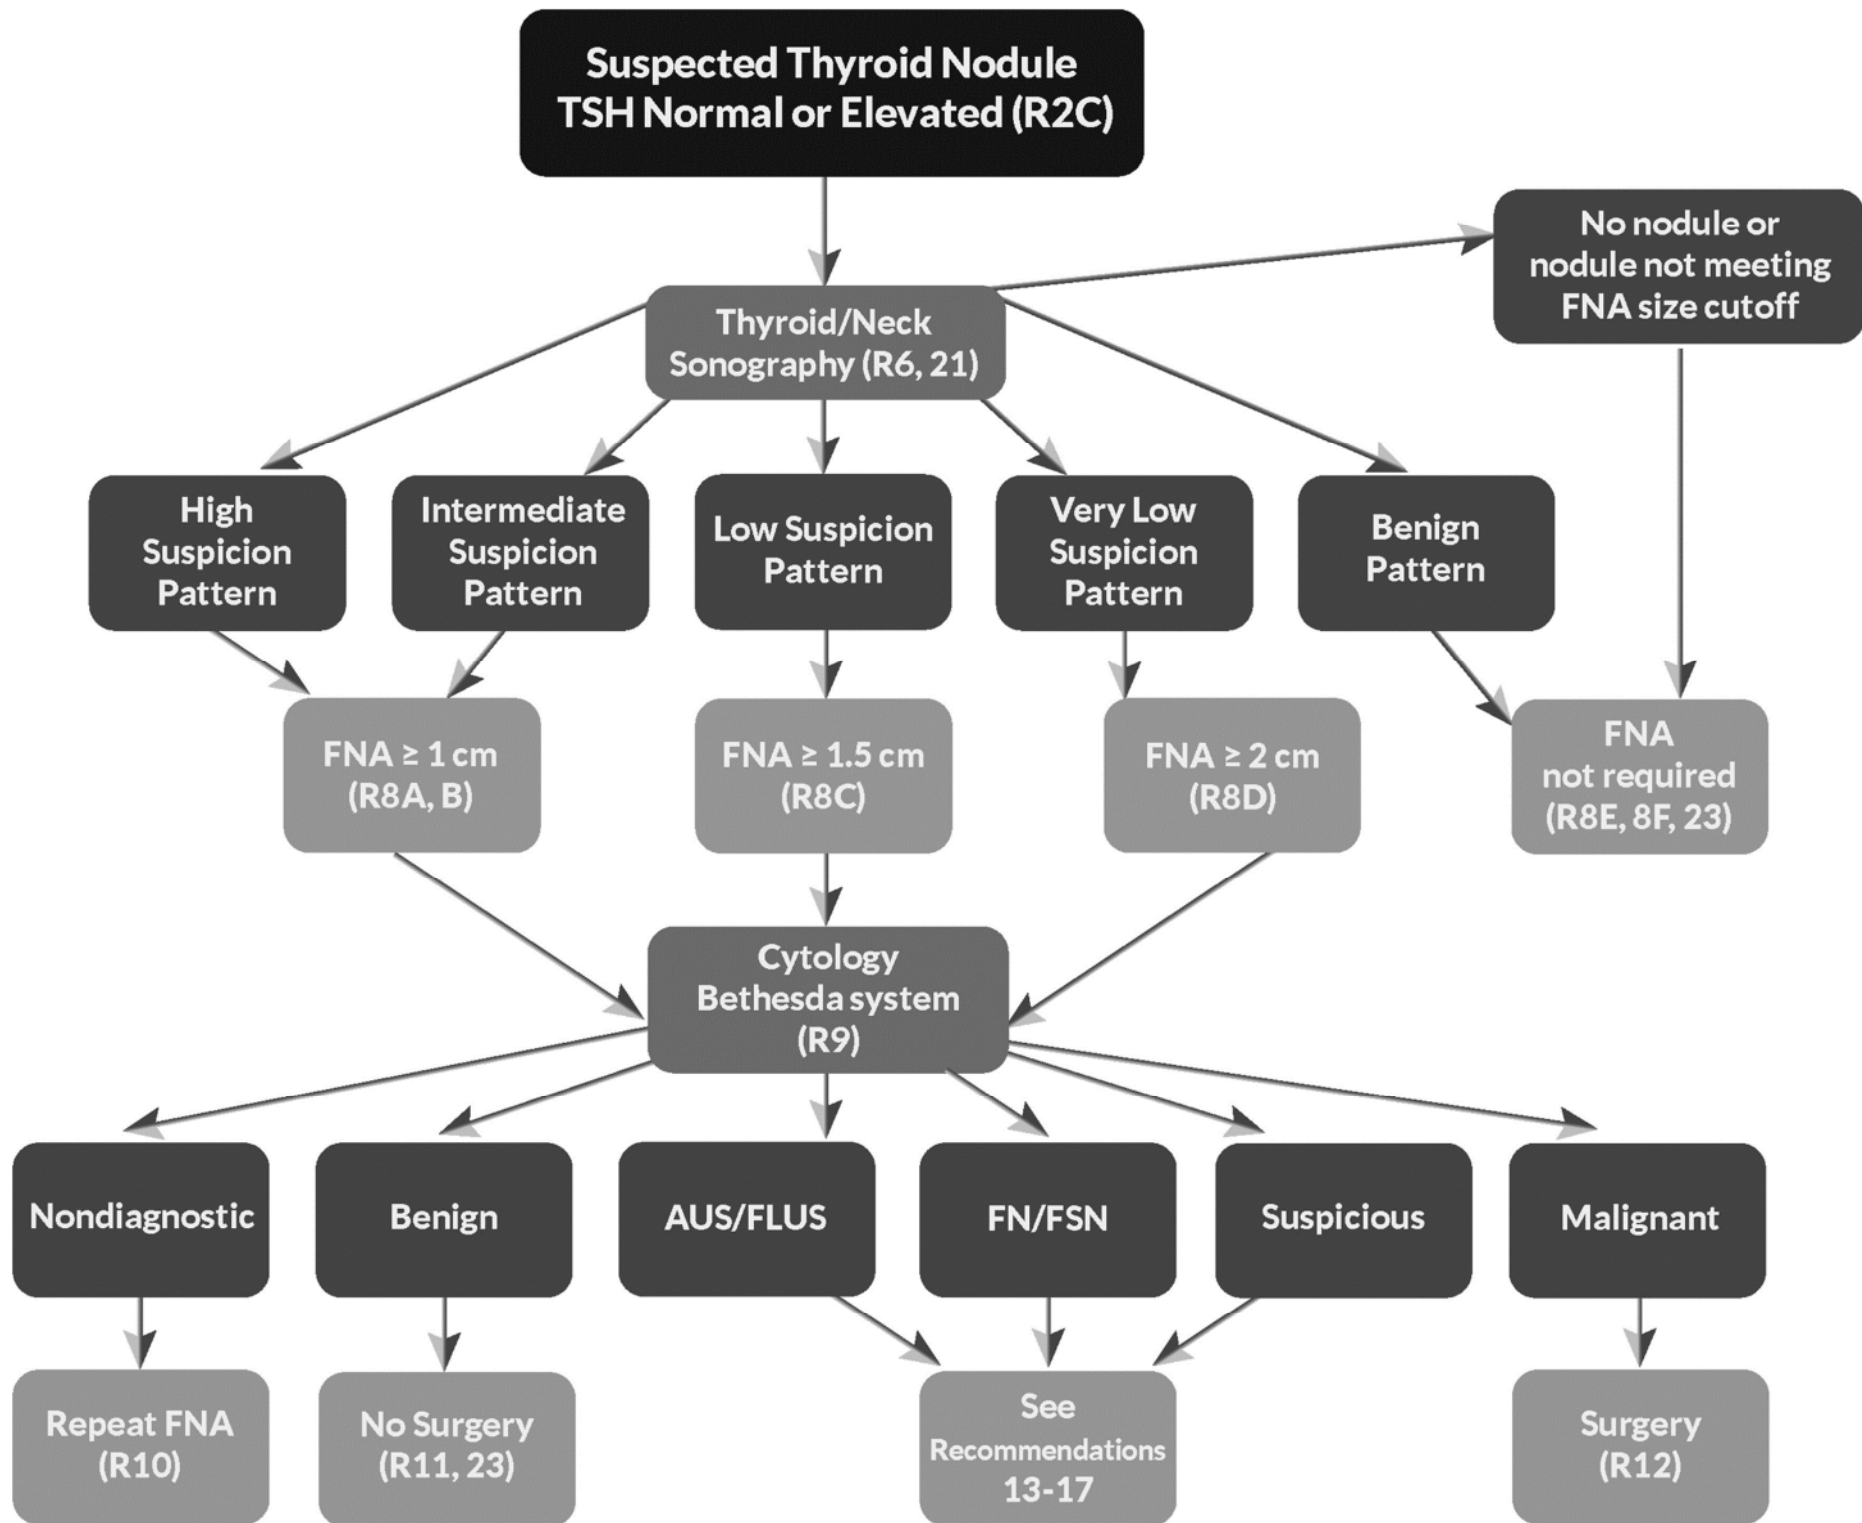 Suspected Thyroid Nodule
TSH Normal or Elevated (R2C)
No nodule or
nodule not meeting
FNA size cutoff
Thyroid/Neck
Sonography (R6, 21)
High
Suspicion
Pattern
Intermediate
Suspicion
Pattern
Low Suspicion
Pattern
Very Low
Suspicion
Pattern
Benign
Pattern
FNA ≥ 1 cm
(R8A, B)
FNA ≥ 1.5 cm
(R8C)
FNA ≥ 2 cm
(R8D)
FNA
not required
(R8E, 8F, 23)
Cytology
Bethesda system
(R9)
Nondiagnostic
Benign
AUS/FLUS
FN/FSN
Suspicious
Malignant
Repeat FNA
(R10)
No Surgery
(R11, 23)
See
Recommendations
13-17
Surgery
(R12)